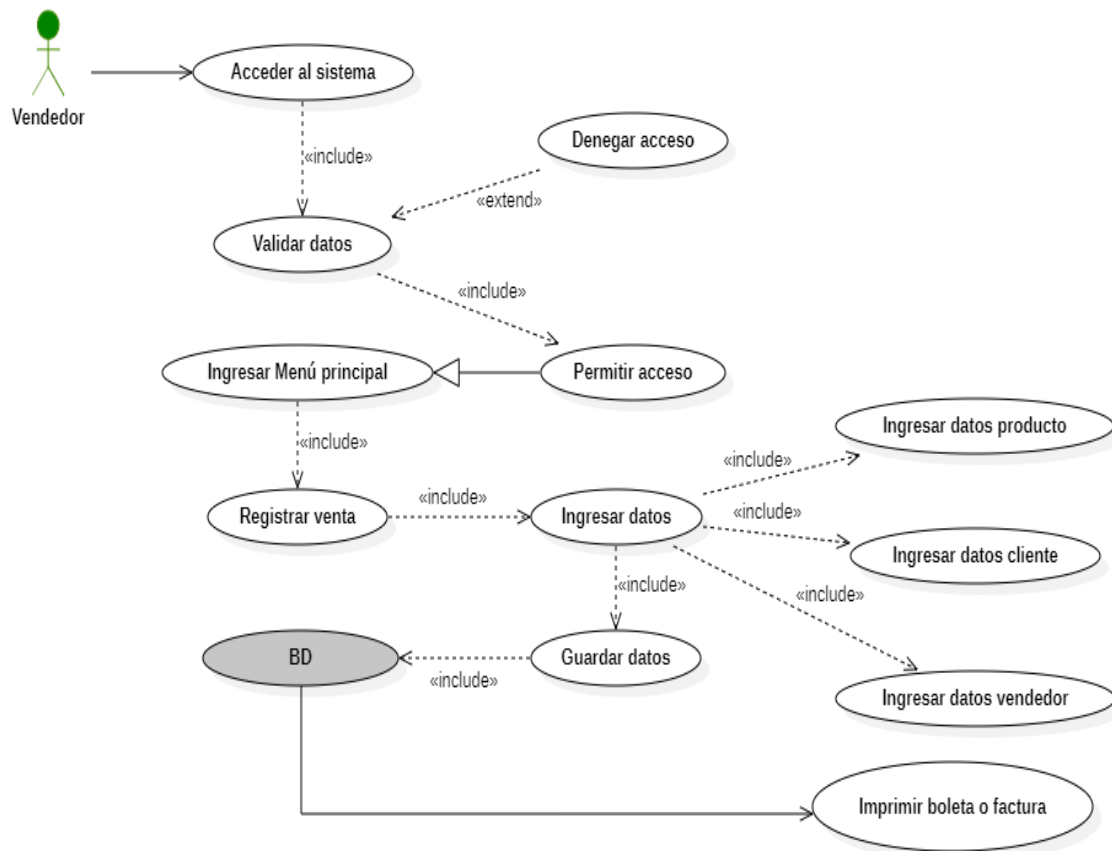 Vendedor
Acceder al sistema
«include»
Denegar acceso
«extend»
Validar datos
«include»
Ingresar Menú principal
Permitir acceso
«include»
Ingresar datos producto
«include»
Registrar venta
«include»
Ingresar datos
«include»
Ingresar datos cliente
«include»
«include»
BD
«include»
Guardar datos
Ingresar datos vendedor
Imprimir boleta o factura